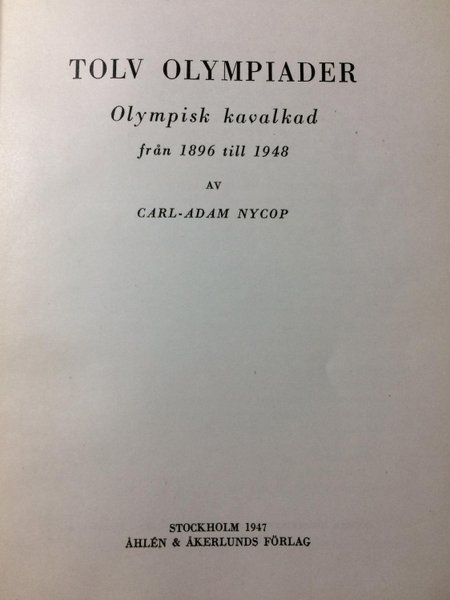 TOLV OLYMPIADER
Olympisk kavalkad
från 1896 till 1948
AV
CARL-ADAM NYCOP
STOCKHOLM 1947
ÅHLÉN & ÅKERLUNDS FÖRLAG